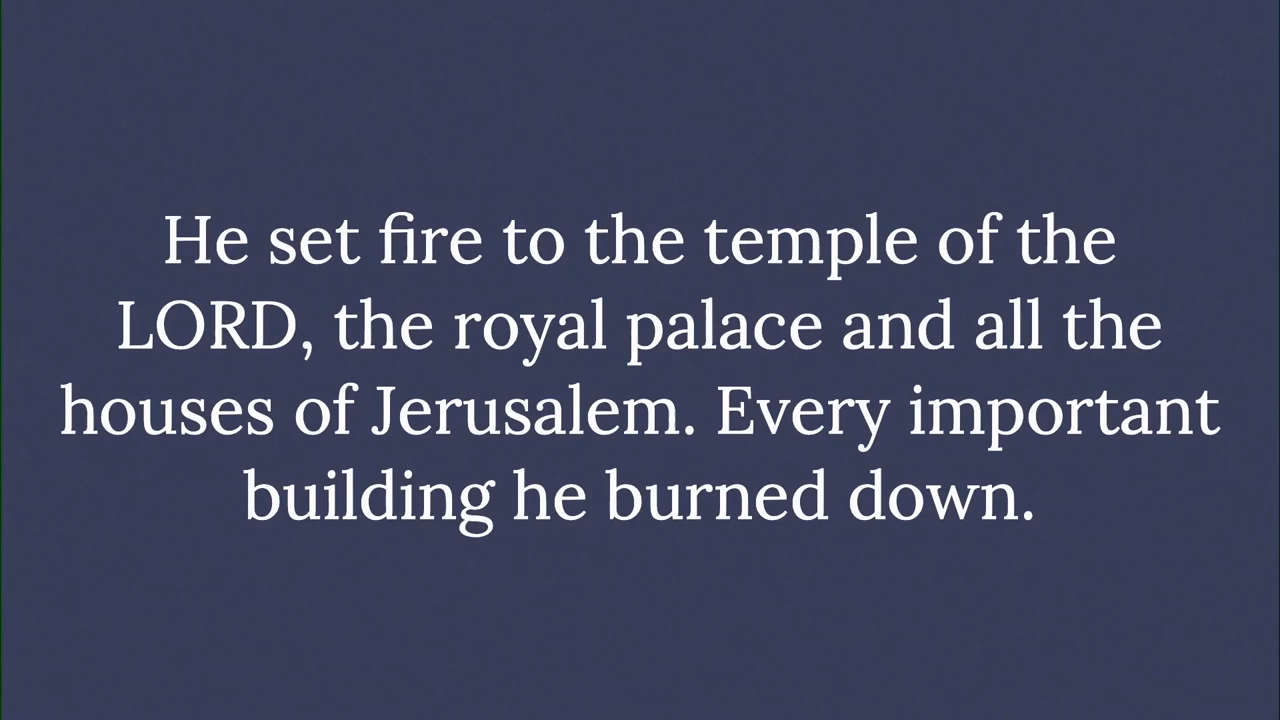 He set fire to the temple of the
LORD, the royal palace and all the
houses of Jerusalem. Every important
building he burned down.